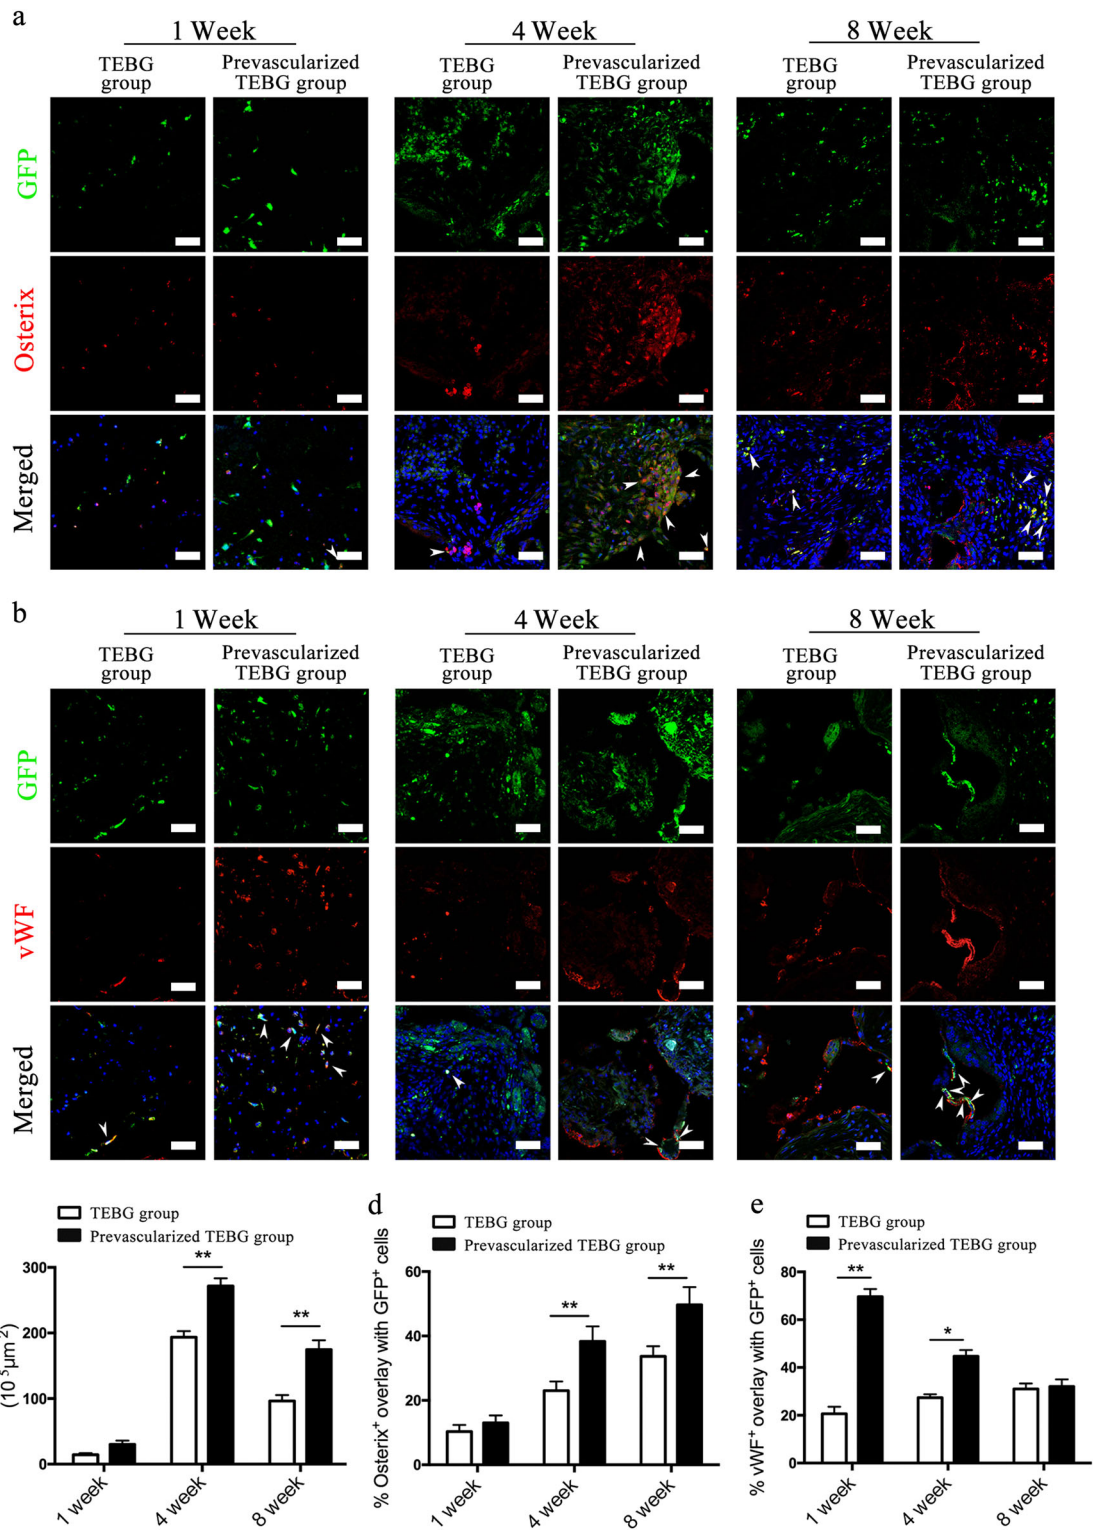 a
1 Week
4 Week
8 Week
TEBG group
Prevascularized TEBG group
TEBG group
Prevascularized TEBG group
TEBG group
Prevascularized TEBG group
GFP
Osterix
Merged
b
1 Week
4 Week
8 Week
TEBG group
Prevascularized TEBG group
TEBG group
Prevascularized TEBG group
TEBG group
Prevascularized TEBG group
GFP
vWF
Merged
TEBG group
Prevascularized TEBG group
(10⁵μm⁻²)
300
200
100
0
**
**
1 week
4 week
8 week
d
TEBG group
Prevascularized TEBG group
% Osterix⁺ overlay with GFP⁺ cells
60
40
20
0
**
**
1 week
4 week
8 week
e
TEBG group
Prevascularized TEBG group
% vWF⁺ overlay with GFP⁺ cells
80
60
40
20
0
**
*
1 week
4 week
8 week